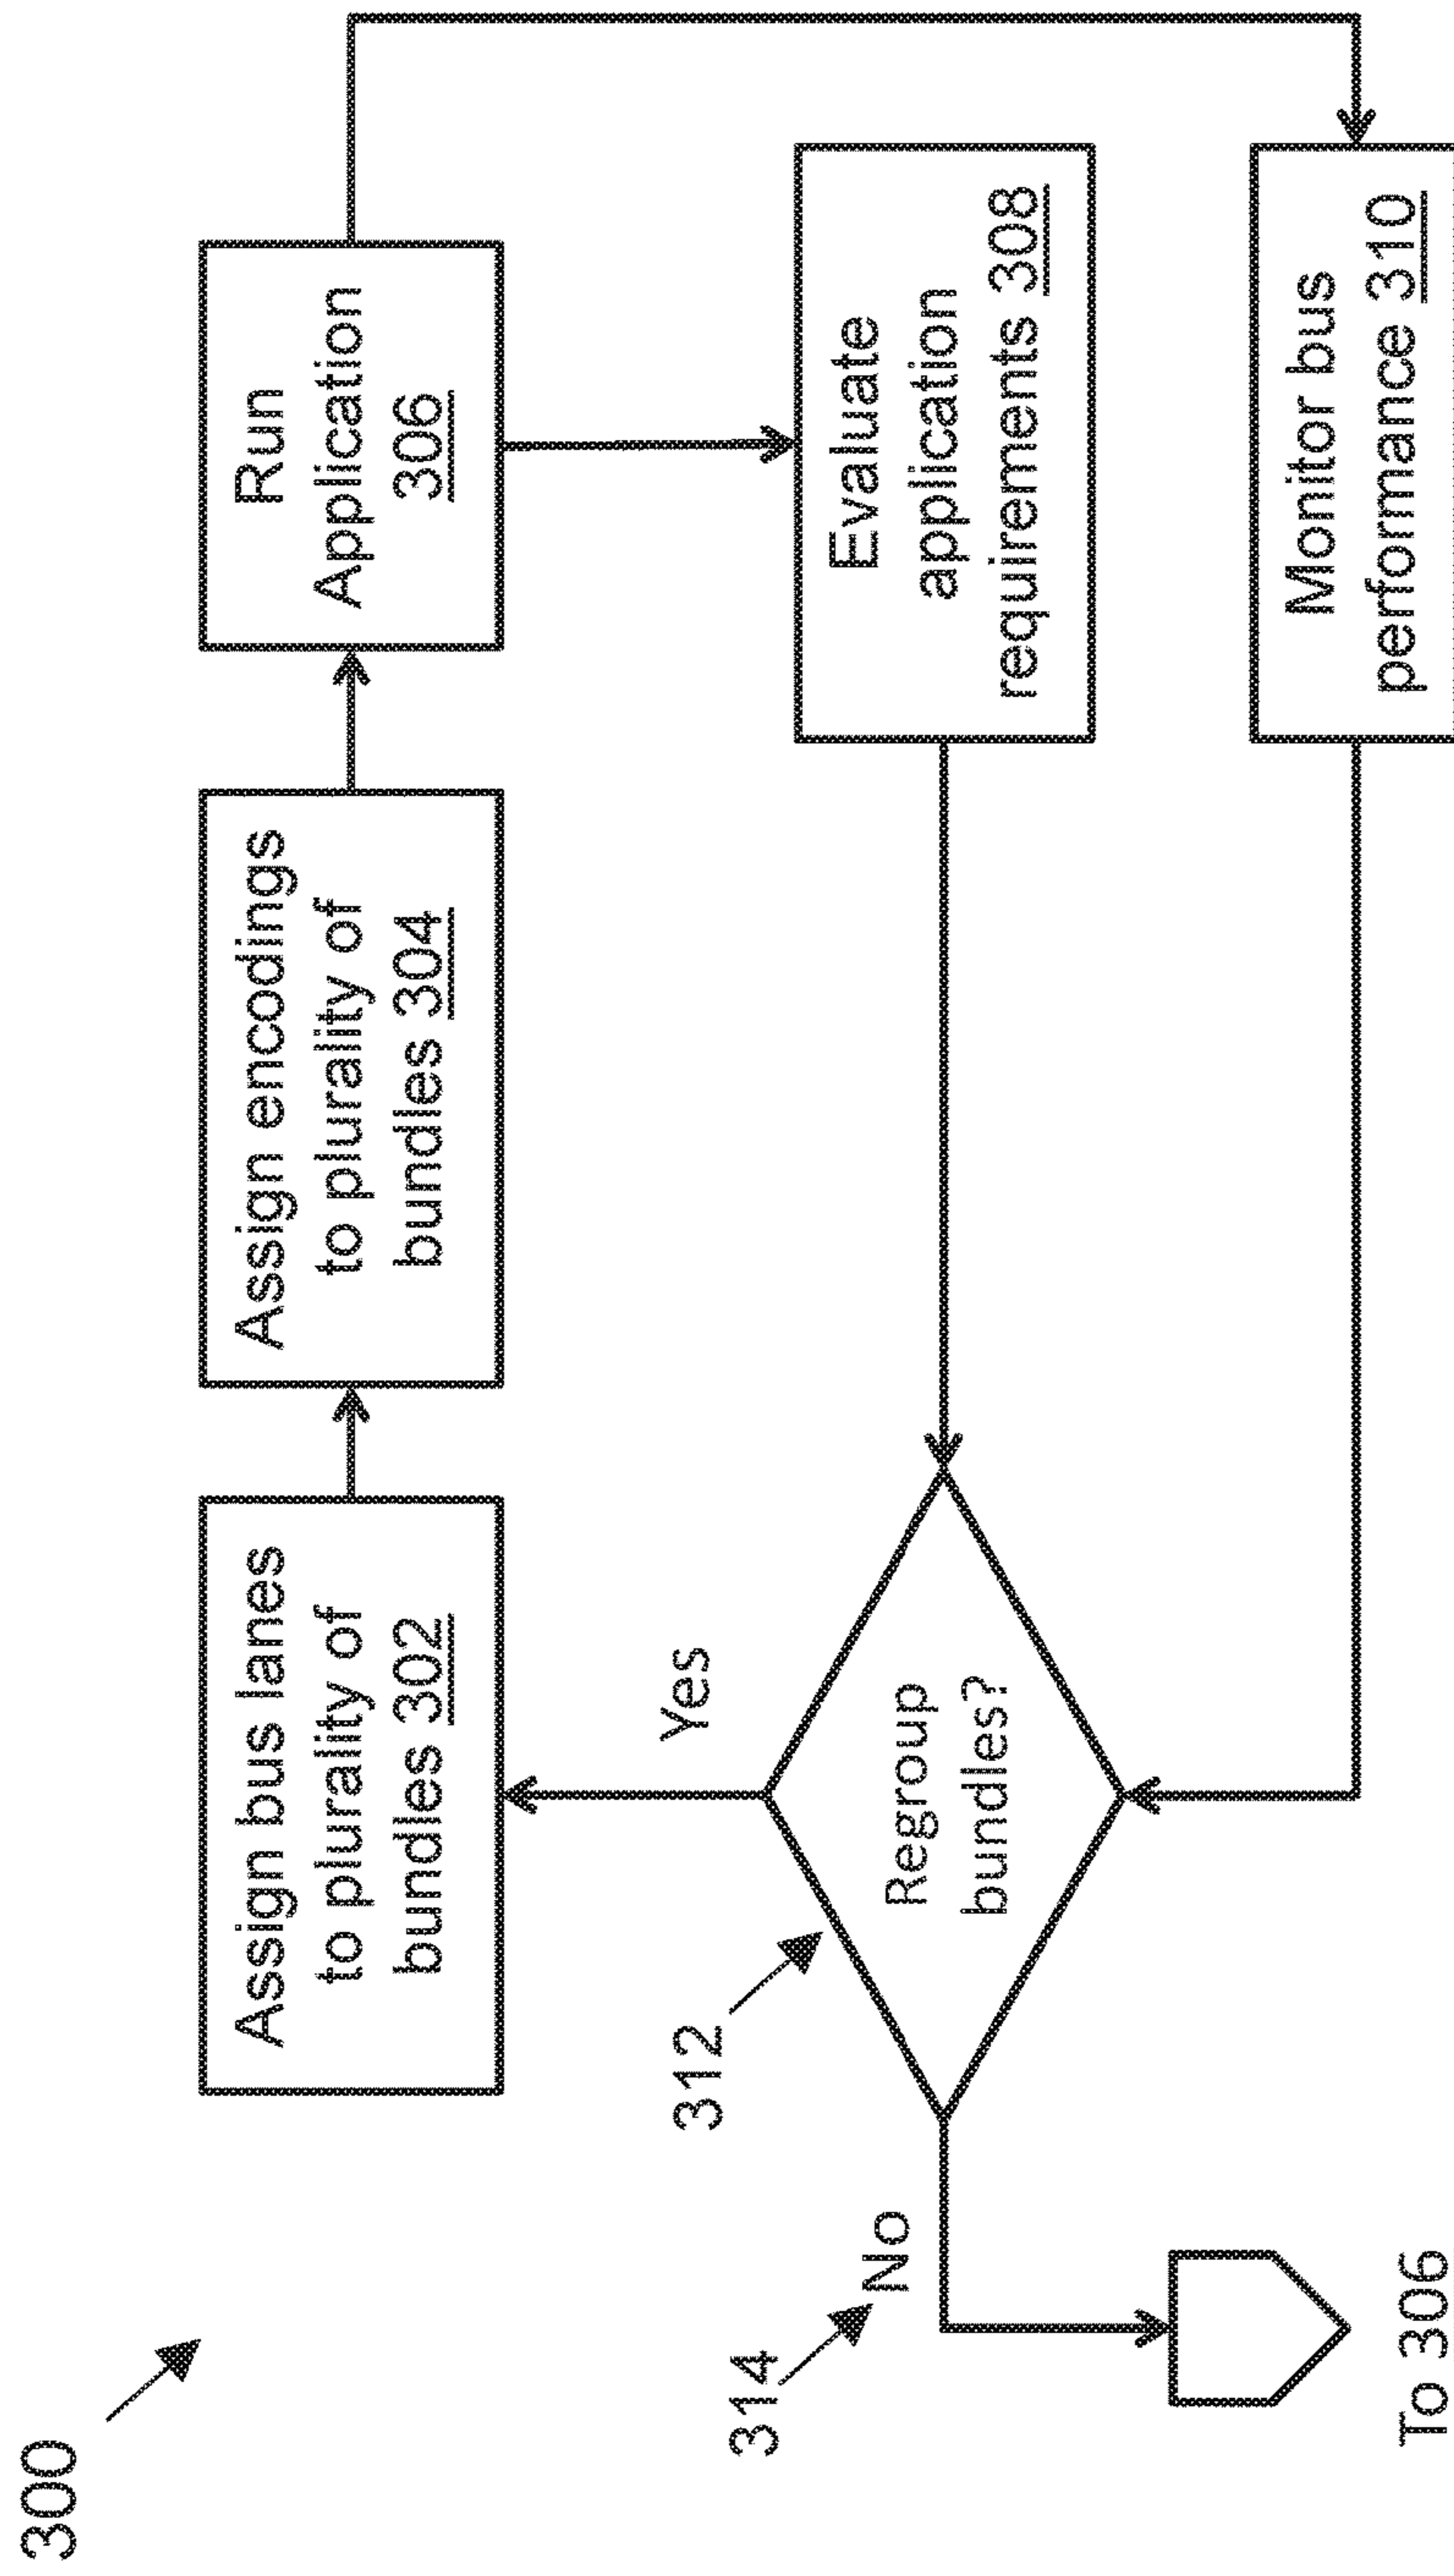 300
Assign bus lanes
to plurality of
bundles 302
Assign encodings
to plurality of
bundles 304
Run
Application
306
Evaluate
application
requirements 308
Monitor bus
performance 310
312
Regroup
bundles?
Yes
314
No
To 306